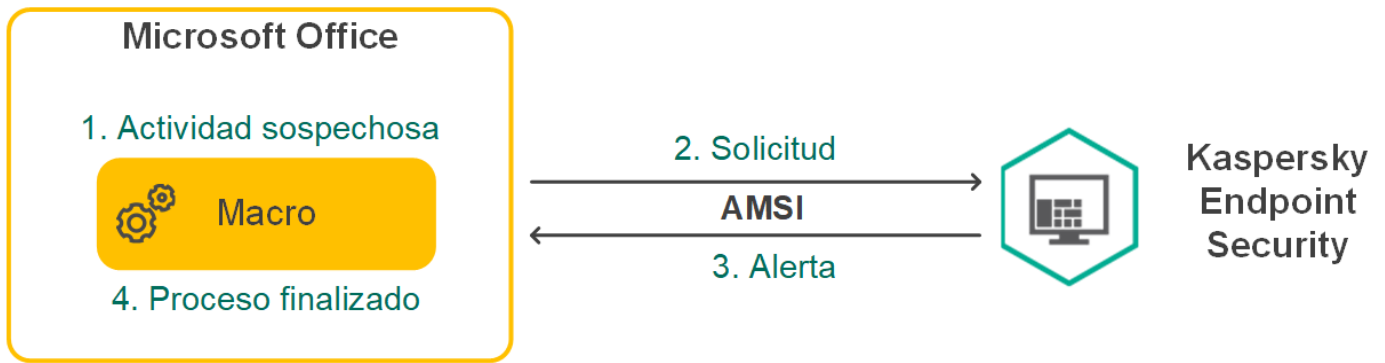 Microsoft Office
1. Actividad sospechosa
Macro
4. Proceso finalizado
2. Solicitud
AMSI
3. Alerta
Kaspersky
Endpoint
Security